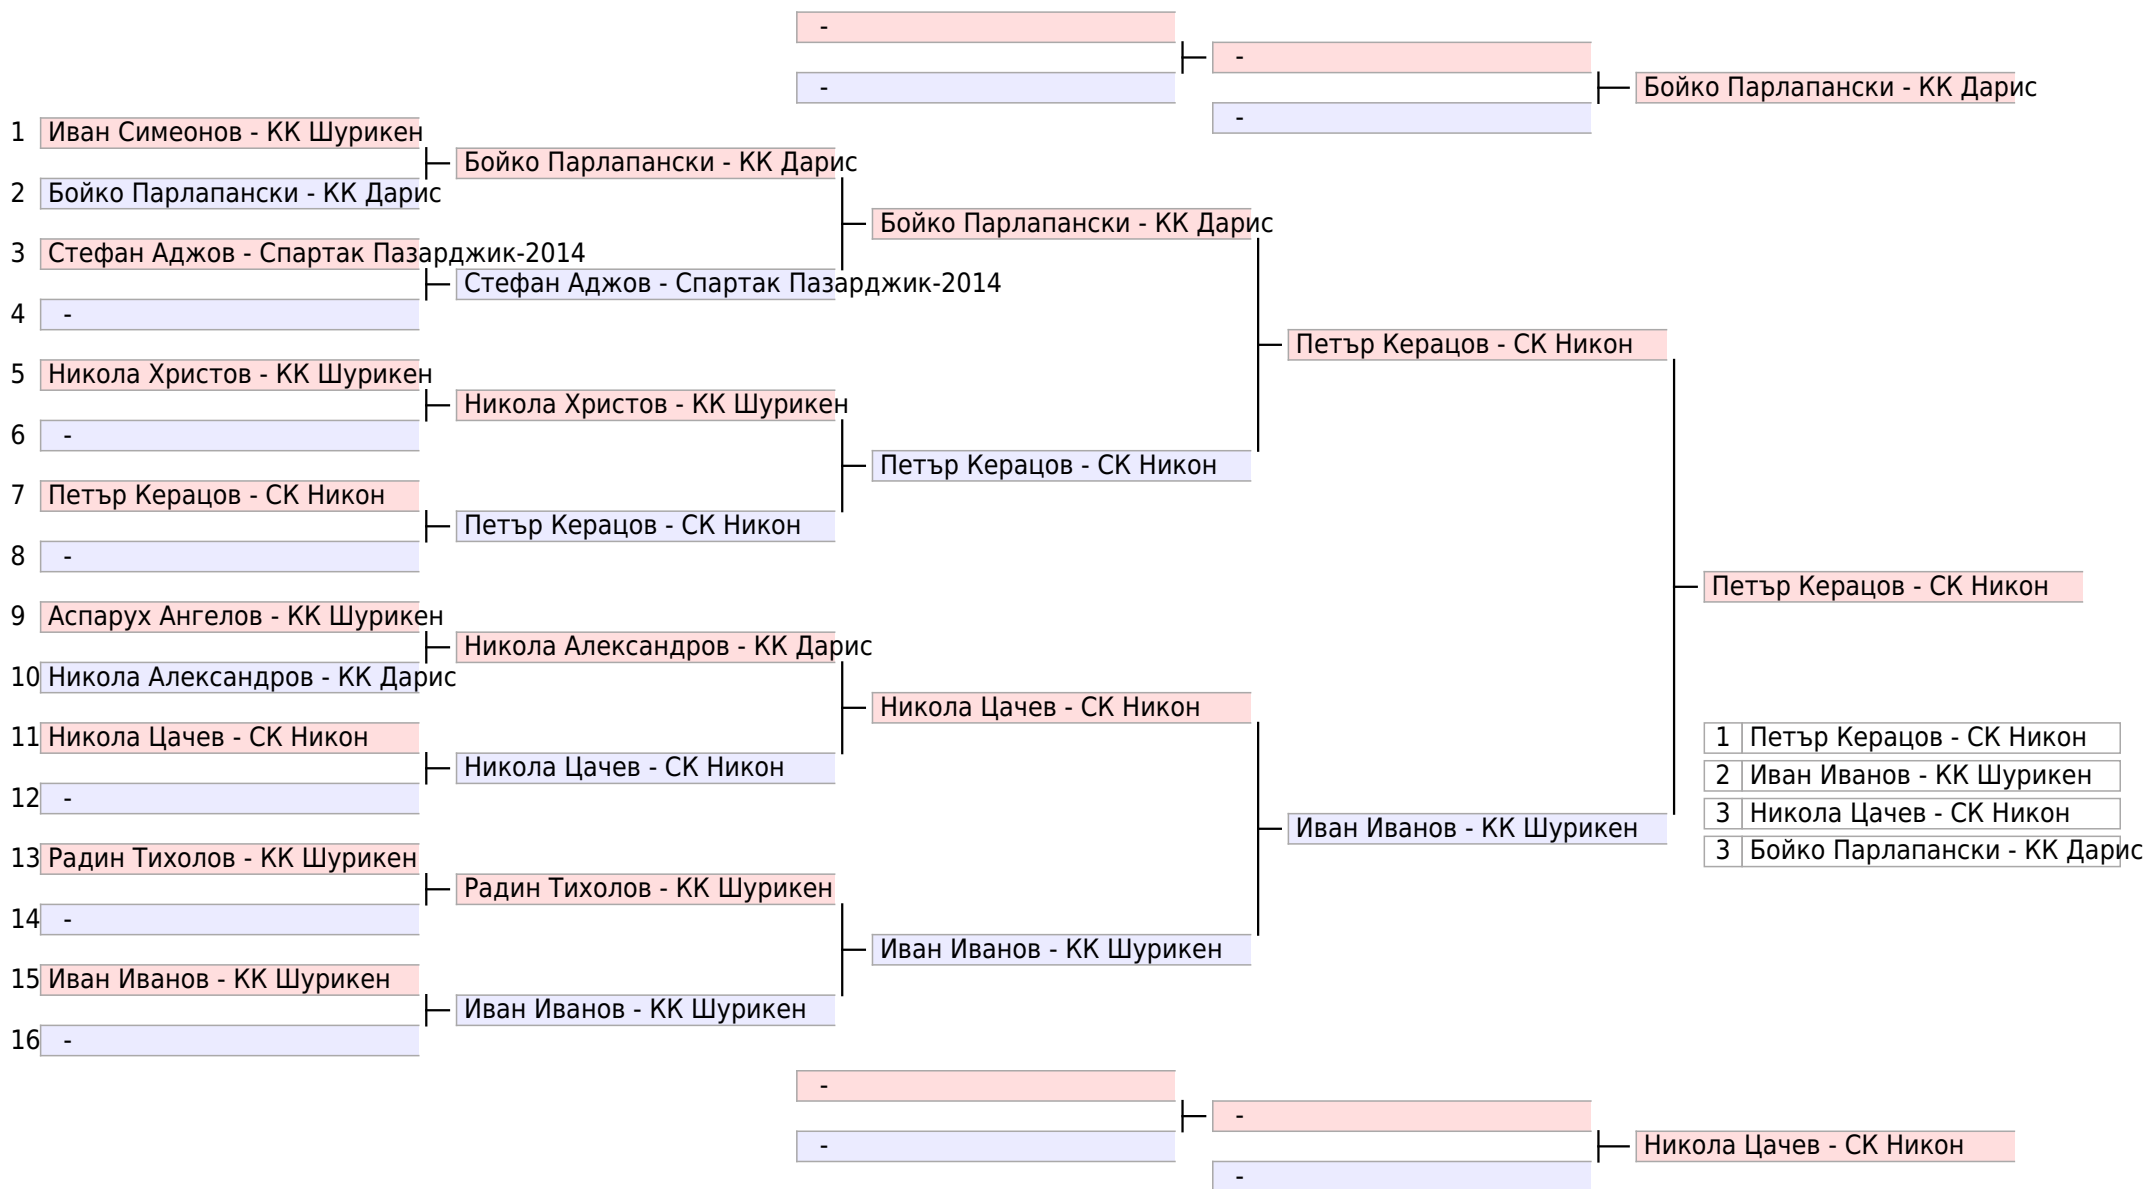 -
-
-
-
Бойко Парлапански - КК Дарис
1 Иван Симеонов - КК Шурикен
2 Бойко Парлапански - КК Дарис
3 Стефан Аджов - Спартак Пазарджик-2014
4 -
5 Никола Христов - КК Шурикен
6 -
7 Петър Керацов - СК Никон
8 -
9 Аспарух Ангелов - КК Шурикен
10 Никола Александров - КК Дарис
11 Никола Цачев - СК Никон
12 -
13 Радин Тихолов - КК Шурикен
14 -
15 Иван Иванов - КК Шурикен
16 -
Бойко Парлапански - КК Дарис
Стефан Аджов - Спартак Пазарджик-2014
Никола Христов - КК Шурикен
Петър Керацов - СК Никон
Никола Александров - КК Дарис
Никола Цачев - СК Никон
Радин Тихолов - КК Шурикен
Иван Иванов - КК Шурикен
Бойко Парлапански - КК Дарис
Петър Керацов - СК Никон
Никола Цачев - СК Никон
Иван Иванов - КК Шурикен
Петър Керацов - СК Никон
Иван Иванов - КК Шурикен
Петър Керацов - СК Никон
1 Петър Керацов - СК Никон
2 Иван Иванов - КК Шурикен
3 Никола Цачев - СК Никон
3 Бойко Парлапански - КК Дарис
-
-
-
-
Никола Цачев - СК Никон